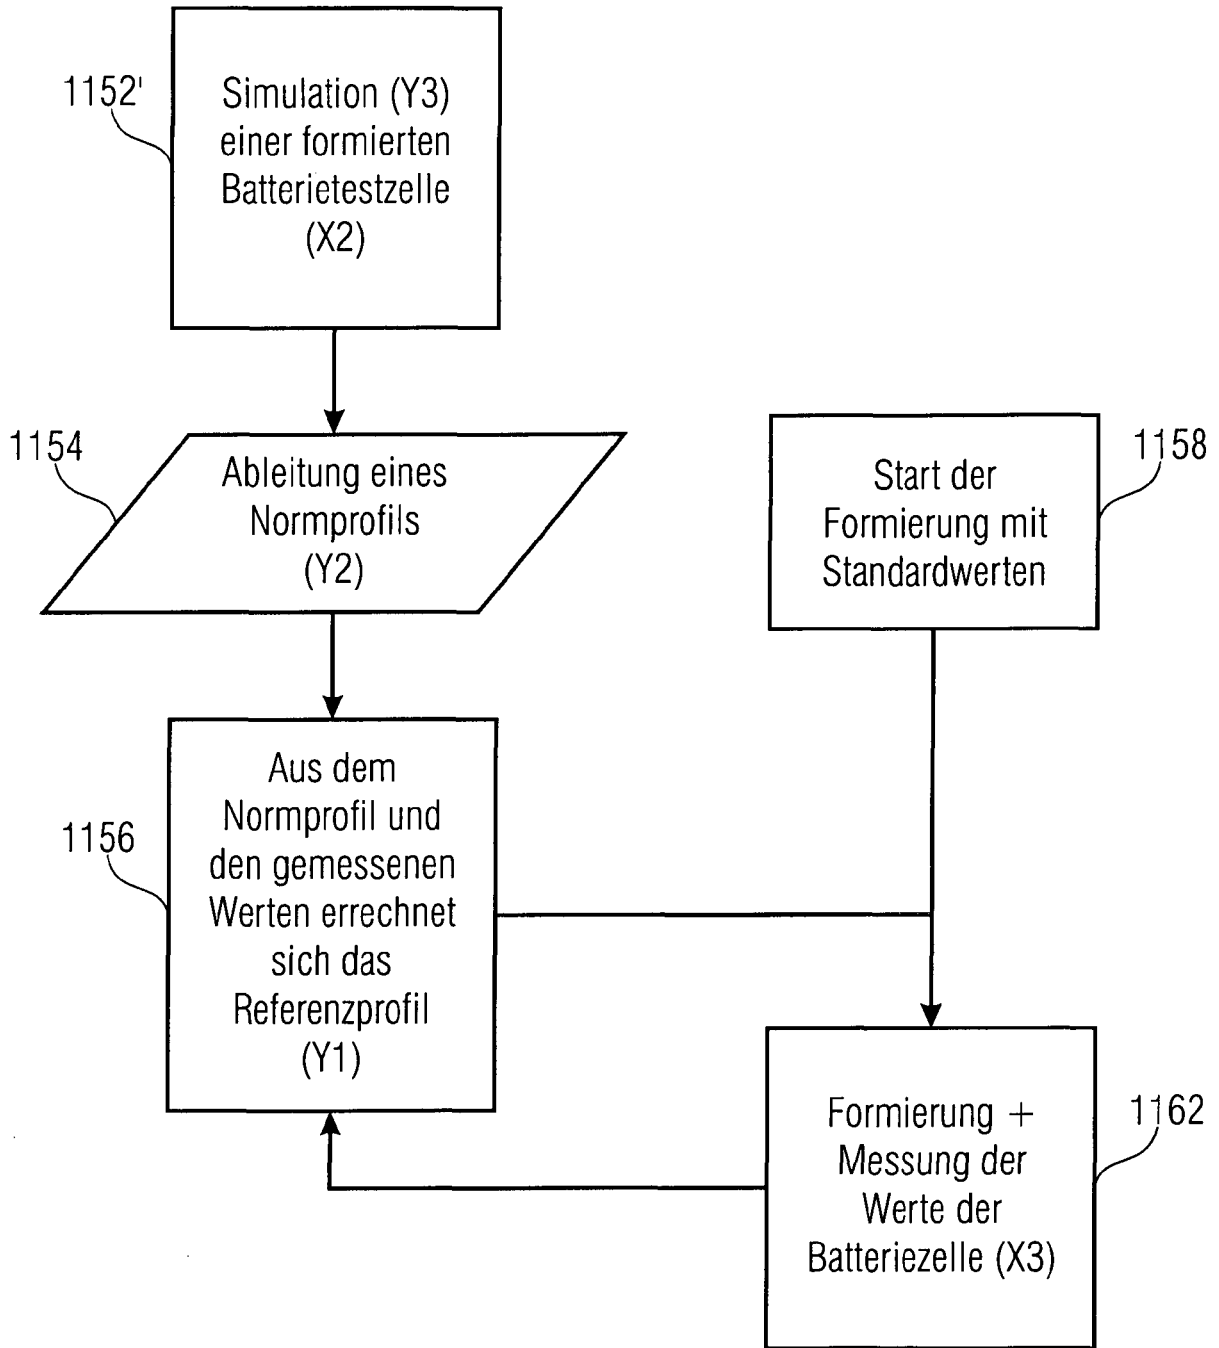 1152'
Simulation (Y3)
einer formierten
Batterietestzelle
(X2)
1154
Ableitung eines
Normprofils
(Y2)
1158
Start der
Formierung mit
Standardwerten
1156
Aus dem
Normprofil und
den gemessenen
Werten errechnet
sich das
Referenzprofil
(Y1)
1162
Formierung +
Messung der
Werte der
Batteriezelle (X3)